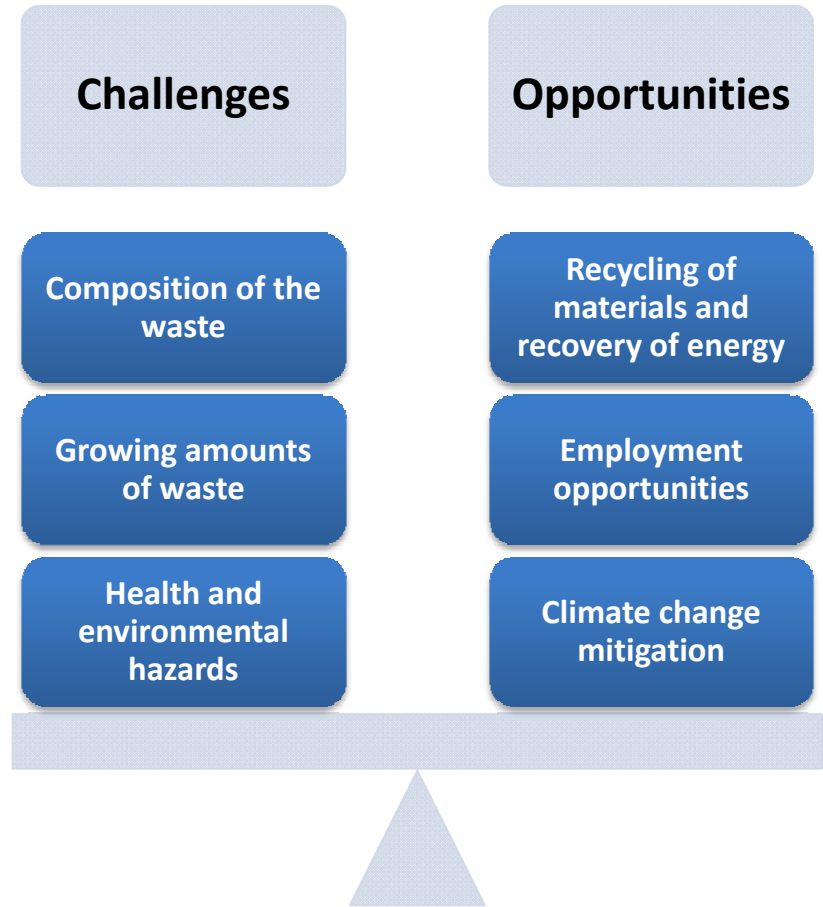 Challenges
Opportunities
Composition of the
waste
Growing amounts
of waste
Health and
environmental
hazards
Recycling of
materials and
recovery of energy
Employment
opportunities
Climate change
mitigation